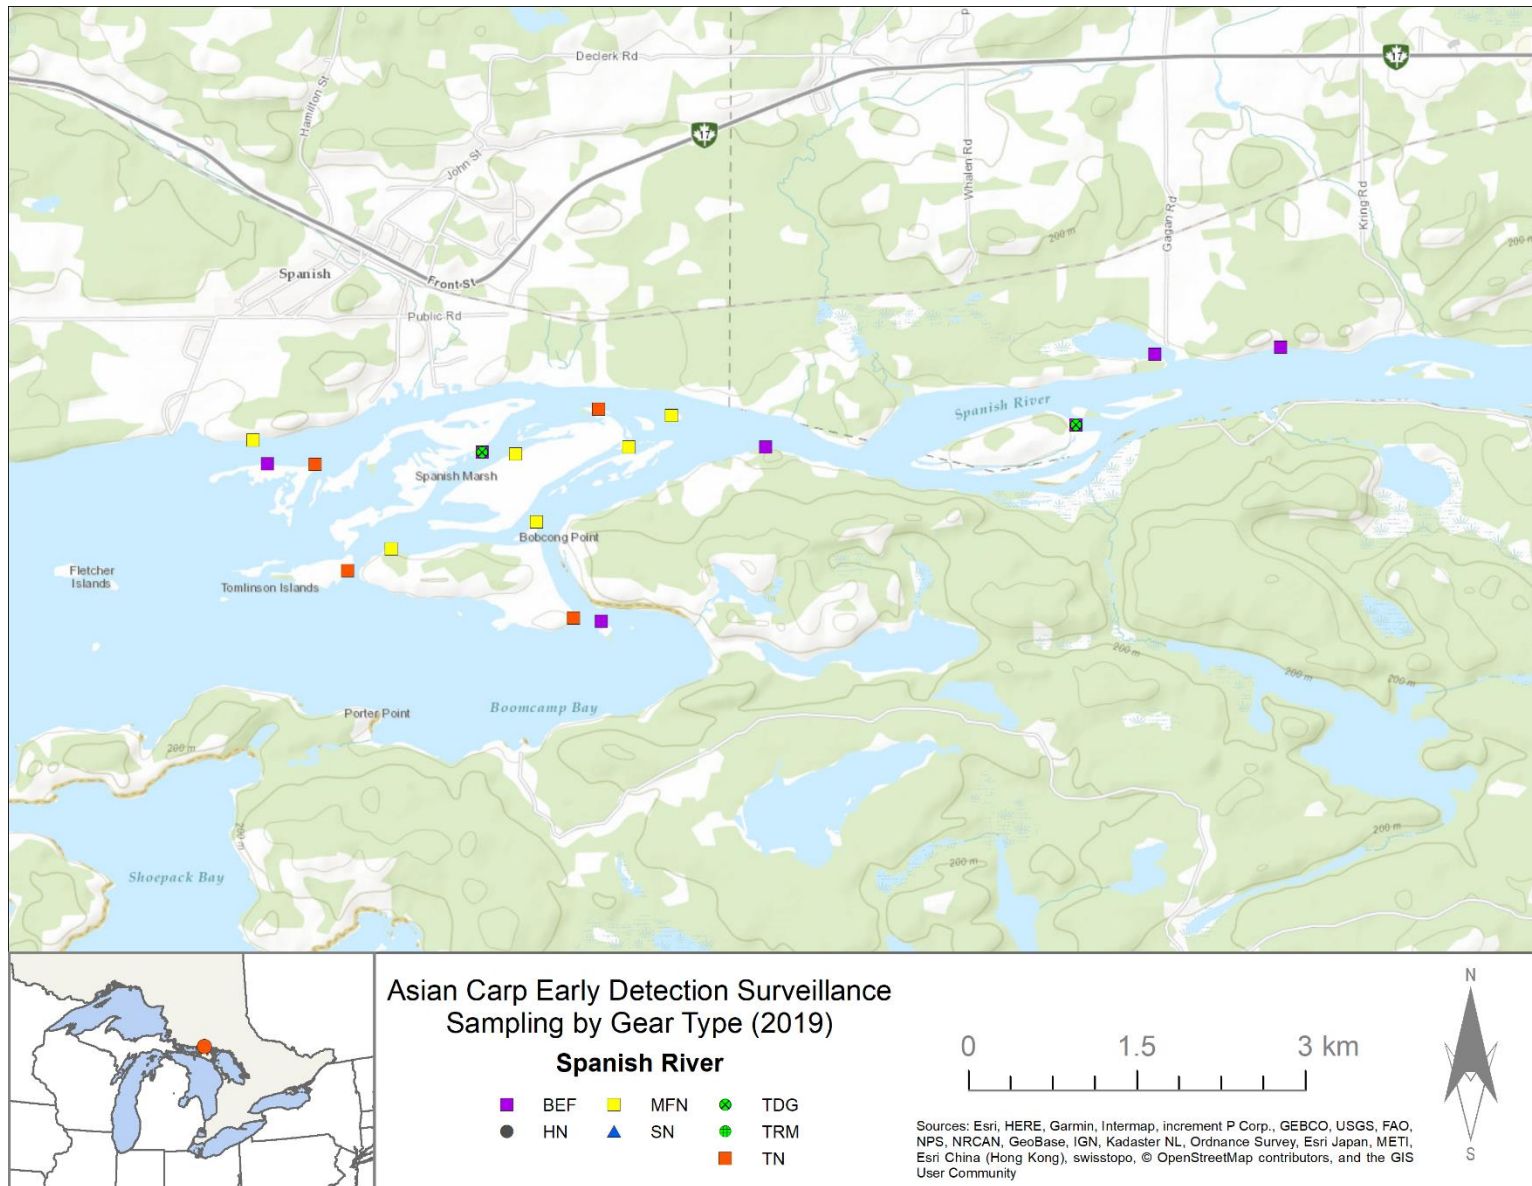 Declerk Rd
17
Hamilton St
17
John St
Whalen Rd
Gagan Rd
Kring Rd
200 m
200 m
Spanish
Front St
Public Rd
Spanish River
Spanish Marsh
Bobcong Point
Fletcher
Islands
Tomlinson Islands
200 m
200 m
Porter Point
Boomcamp Bay
200 m
200 m
200 m
Shoepack Bay
200 m
Asian Carp Early Detection Surveillance
Sampling by Gear Type (2019)
Spanish River
BEF MFN TDG
HN SN TRM
TN
0 1.5 3 km
N
S
Sources: Esri, HERE, Garmin, Intermap, increment P Corp., GEBCO, USGS, FAO,
NPS, NRCAN, GeoBase, IGN, Kadaster NL, Ordnance Survey, Esri Japan, METI,
Esri China (Hong Kong), swisstopo, © OpenStreetMap contributors, and the GIS
User Community